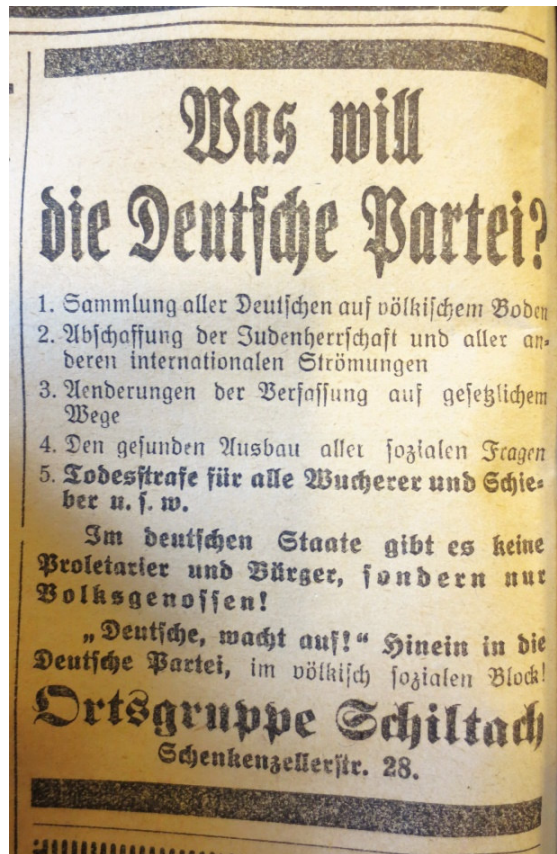 Was will
die Deutsche Partei?
1. Sammlung aller Deutschen auf völkischem Boden
2. Abschaffung der Judenherrschaft und aller an-
deren internationalen Strömungen
3. Aenderungen der Verfassung auf gesetzlichem
Wege
4. Den gesunden Ausbau aller sozialen Fragen
5. Todesstrafe für alle Wucherer und Schie-
ber u. s. w.
Im deutschen Staate gibt es keine
Proletarier und Bürger, sondern nur
Volksgenossen!
„Deutsche, wacht auf!“ Hinein in die
Deutsche Partei, im völkisch sozialen Block!
Ortsgruppe Schiltach
Schenkenzellerstr. 28.